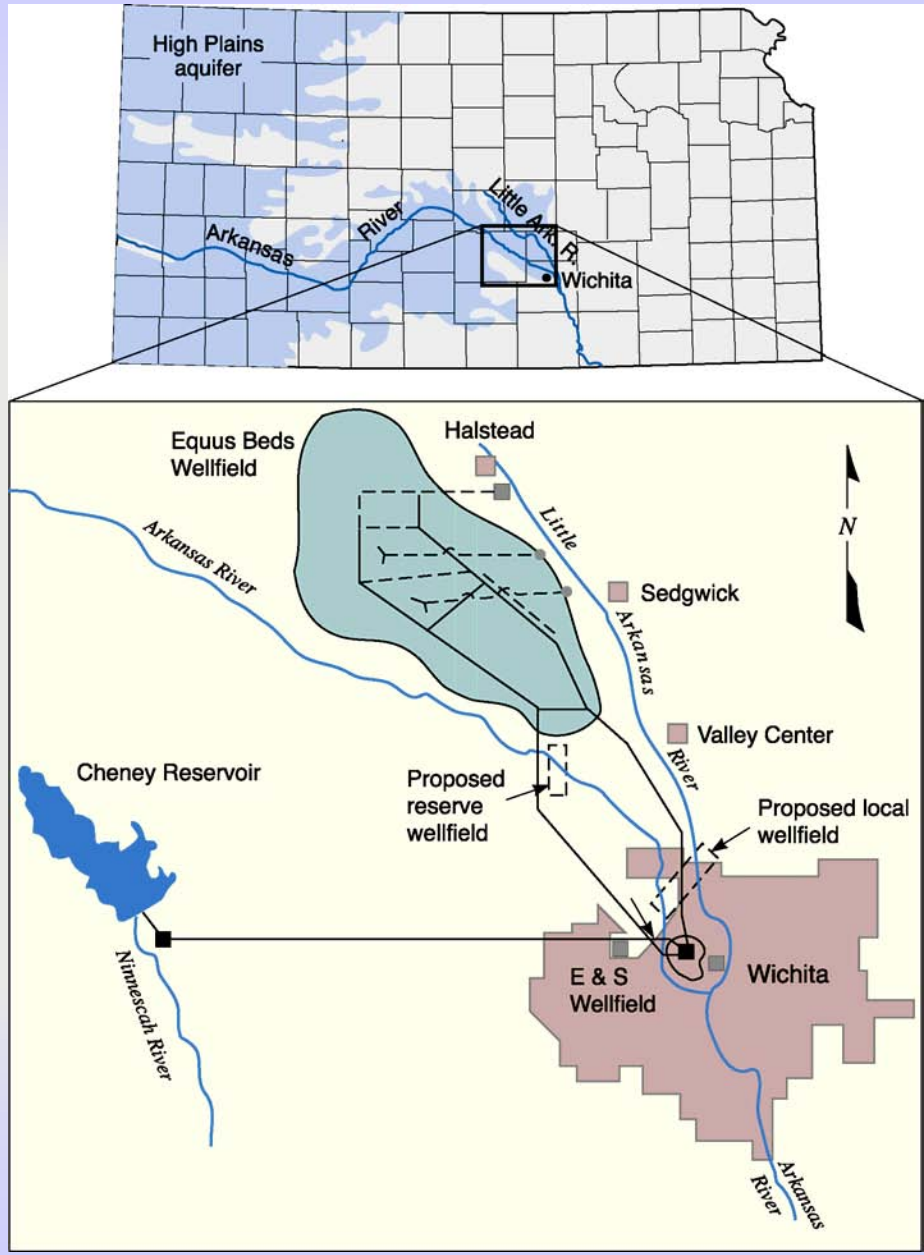 High Plains
aquifer
Little Ark. R.
Arkansas River
Wichita
Equus Beds
Wellfield
Halstead
Arkansas River
N
Little Arkansas River
Sedgwick
Valley Center
Cheney Reservoir
Proposed
reserve
wellfield
Proposed local
wellfield
E & S
Wellfield
Wichita
Ninnescah River
Arkansas
River